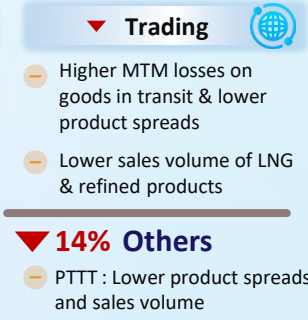 Trading
Higher MTM losses on
goods in transit & lower
product spreads
Lower sales volume of LNG
& refined products
14% Others
PTTT : Lower product spreads
and sales volume